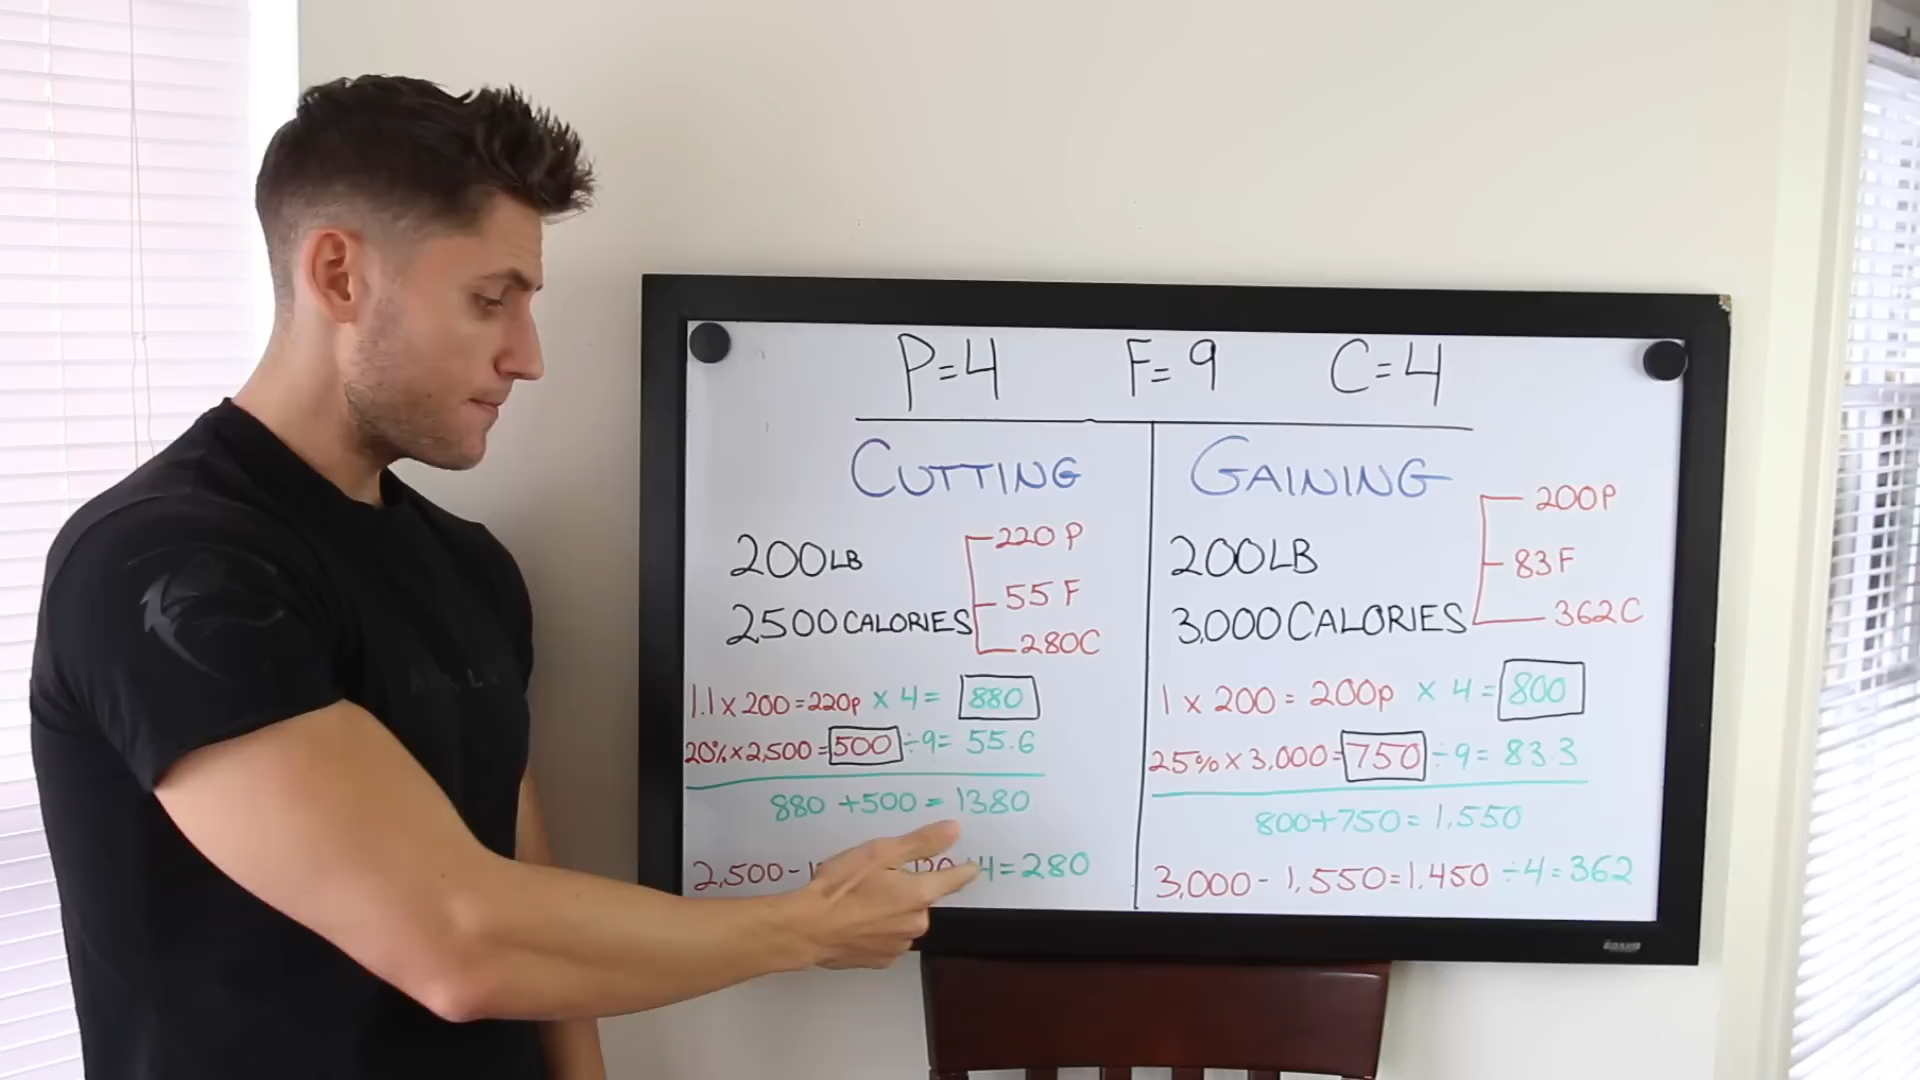 P=4 F=9 C=4
CUTTING
200LB
2500 CALORIES
220 P
55 F
280C
1.1 x 200 = 220p x 4 = 880
20% x 2,500 = 500 ÷ 9 = 55.6
880 + 500 = 1380
2,500 - 4 = 280
GAINING
200LB
3,000 CALORIES
200P
83F
362C
1 x 200 = 200p x 4 = 800
25% x 3,000 = 750 ÷ 9 = 83.3
800 + 750 = 1,550
3,000 - 1,550 = 1,450 ÷ 4 = 362